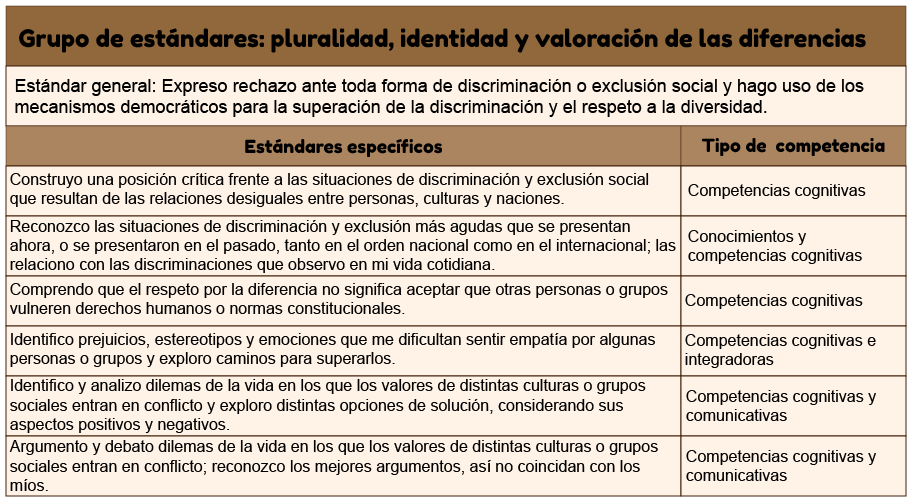 Grupo de estándares: pluralidad, identidad y valoración de las diferencias
Estándar general: Expreso rechazo ante toda forma de discriminación o exclusión social y hago uso de los
mecanismos democráticos para la superación de la discriminación y el respeto a la diversidad.
Estándares específicos
Tipo de competencia
Construyo una posición crítica frente a las situaciones de discriminación y exclusión social
que resultan de las relaciones desiguales entre personas, culturas y naciones.
Competencias cognitivas
Reconozco las situaciones de discriminación y exclusión más agudas que se presentan
ahora, o se presentaron en el pasado, tanto en el orden nacional como en el internacional; las
relaciono con las discriminaciones que observo en mi vida cotidiana.
Conocimientos y
competencias cognitivas
Comprendo que el respeto por la diferencia no significa aceptar que otras personas o grupos
vulneren derechos humanos o normas constitucionales.
Competencias cognitivas
Identifico prejuicios, estereotipos y emociones que me dificultan sentir empatía por algunas
personas o grupos y exploro caminos para superarlos.
Competencias cognitivas e
integradoras
Identifico y analizo dilemas de la vida en los que los valores de distintas culturas o grupos
sociales entran en conflicto y exploro distintas opciones de solución, considerando sus
aspectos positivos y negativos.
Competencias cognitivas y
comunicativas
Argumento y debato dilemas de la vida en los que los valores de distintas culturas o grupos
sociales entran en conflicto; reconozco los mejores argumentos, así no coincidan con los
míos.
Competencias cognitivas y
comunicativas